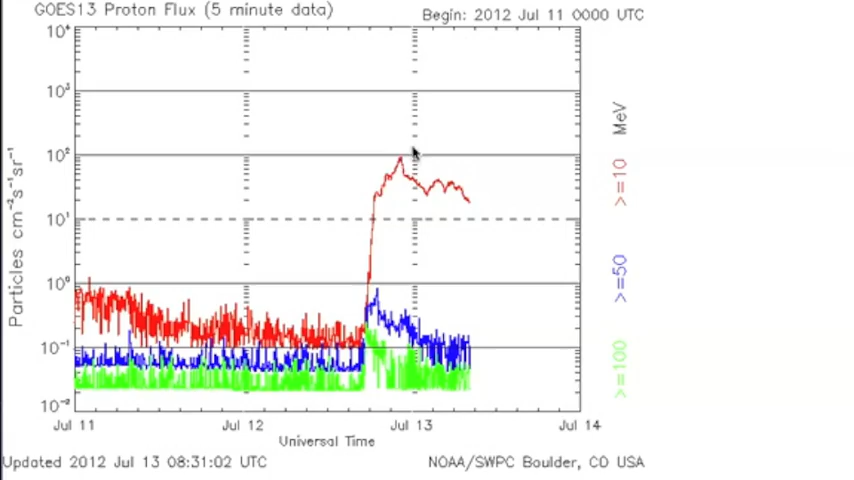 GOES13 Proton Flux (5 minute data)
Begin: 2012 Jul 11 0000 UTC
10⁴
10³
10²
10¹
10⁰
10⁻¹
10⁻²
Particles cm⁻²s⁻¹sr⁻¹
MeV
>=10
>=50
>=100
Jul 11
Jul 12
Jul 13
Jul 14
Universal Time
Updated 2012 Jul 13 08:31:02 UTC
NOAA/SWPC Boulder, CO USA